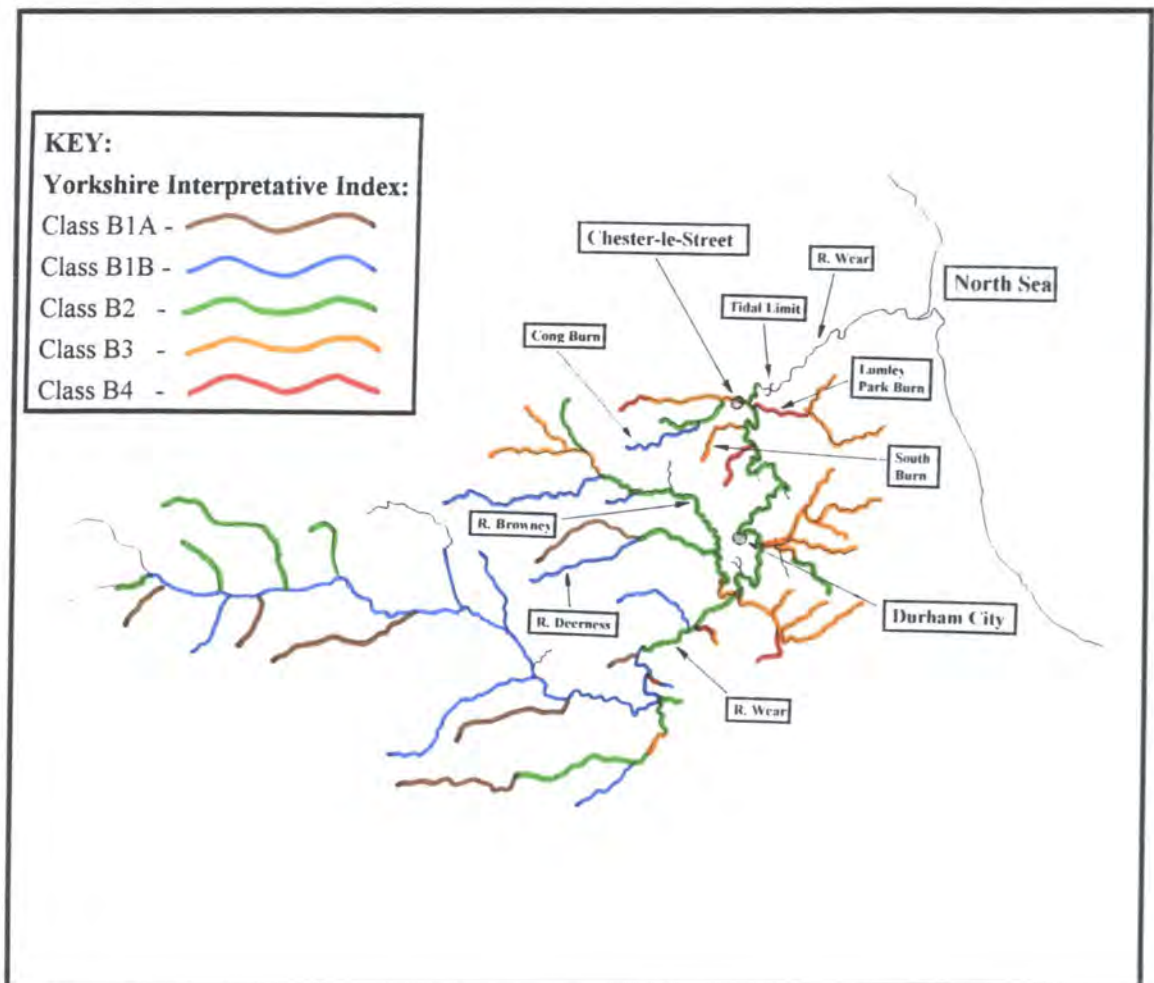 KEY:
Yorkshire Interpretative Index:
Class B1A -
Class B1B -
Class B2 -
Class B3 -
Class B4 -
Chester-le-Street
R. Wear
North Sea
Tidal Limit
Cong Burn
Lumley
Park Burn
South
Burn
R. Browney
R. Deerness
Durham City
R. Wear